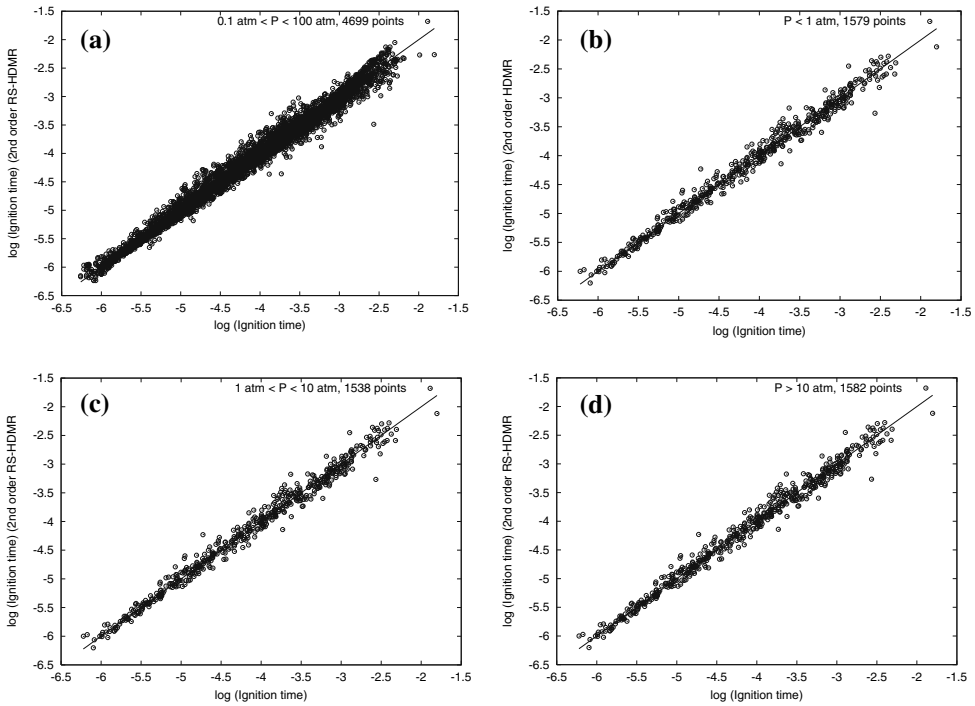 (a)
0.1 atm < P < 100 atm, 4699 points
log (Ignition time) (2nd order RS-HDMR)
-1.5
-2
-2.5
-3
-3.5
-4
-4.5
-5
-5.5
-6
-6.5
-6.5 -6 -5.5 -5 -4.5 -4 -3.5 -3 -2.5 -2 -1.5
log (Ignition time)
(b)
P < 1 atm, 1579 points
log (Ignition time) (2nd order HDMR)
-1.5
-2
-2.5
-3
-3.5
-4
-4.5
-5
-5.5
-6
-6.5
-6.5 -6 -5.5 -5 -4.5 -4 -3.5 -3 -2.5 -2 -1.5
log (Ignition time)
(c)
1 atm < P < 10 atm, 1538 points
log (Ignition time) (2nd order RS-HDMR)
-1.5
-2
-2.5
-3
-3.5
-4
-4.5
-5
-5.5
-6
-6.5
-6.5 -6 -5.5 -5 -4.5 -4 -3.5 -3 -2.5 -2 -1.5
log (Ignition time)
(d)
P > 10 atm, 1582 points
log (Ignition time) (2nd order RS-HDMR)
-1.5
-2
-2.5
-3
-3.5
-4
-4.5
-5
-5.5
-6
-6.5
-6.5 -6 -5.5 -5 -4.5 -4 -3.5 -3 -2.5 -2 -1.5
log (Ignition time)